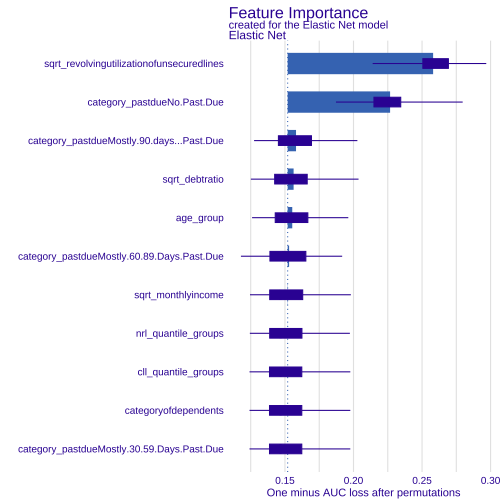 Feature Importance
created for the Elastic Net model
Elastic Net
sqrt_revolvingutilizationofunsecuredlines
category_pastdueNo.Past.Due
category_pastdueMostly.90.days...Past.Due
sqrt_debtratio
age_group
category_pastdueMostly.60.89.Days.Past.Due
sqrt_monthlyincome
nrl_quantile_groups
cll_quantile_groups
categoryofdependents
category_pastdueMostly.30.59.Days.Past.Due
0.15 0.20 0.25 0.30
One minus AUC loss after permutations